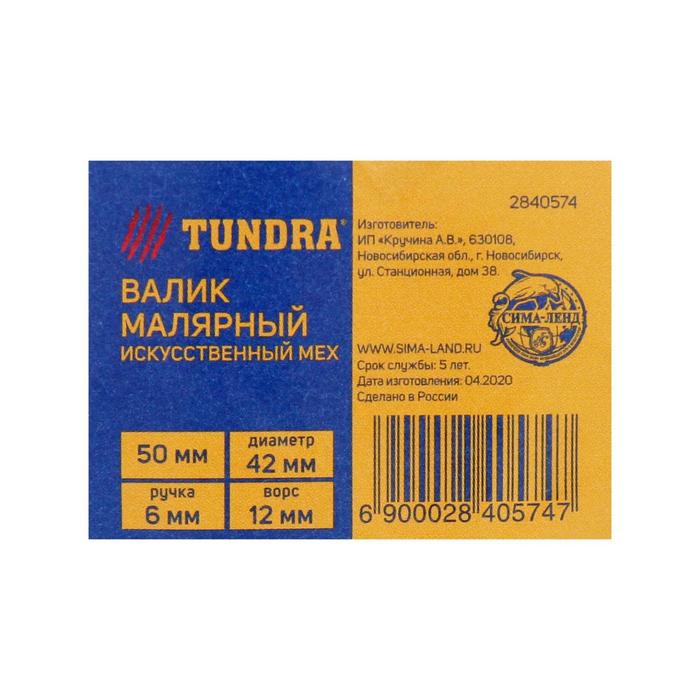 TUNDRA®
ВАЛИК
МАЛЯРНЫЙ
ИСКУССТВЕННЫЙ МЕХ
50 мм
диаметр
42 мм
ручка
6 мм
ворс
12 мм
2840574
Изготовитель:
ИП «Кручина А.В.», 630108,
Новосибирская обл., г. Новосибирск,
ул. Станционная, дом 38.
СИМА-ЛЕНД
WWW.SIMA-LAND.RU
Срок службы: 5 лет.
Дата изготовления: 04.2020
Сделано в России
6 900028 405747